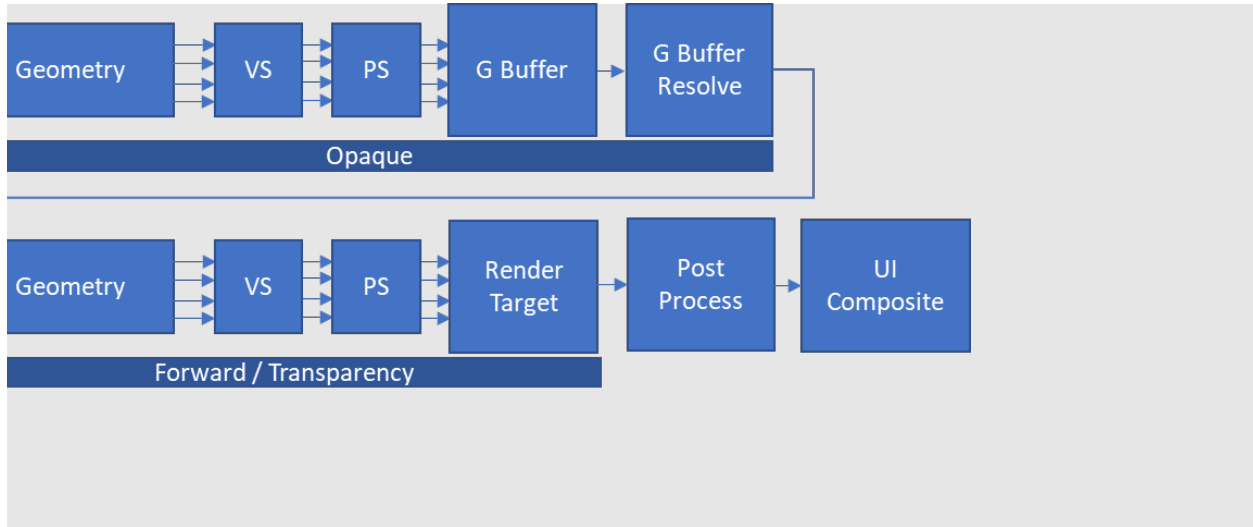 Geometry
VS
PS
G Buffer
G Buffer
Resolve
Opaque
Geometry
VS
PS
Render
Target
Post
Process
UI
Composite
Forward / Transparency